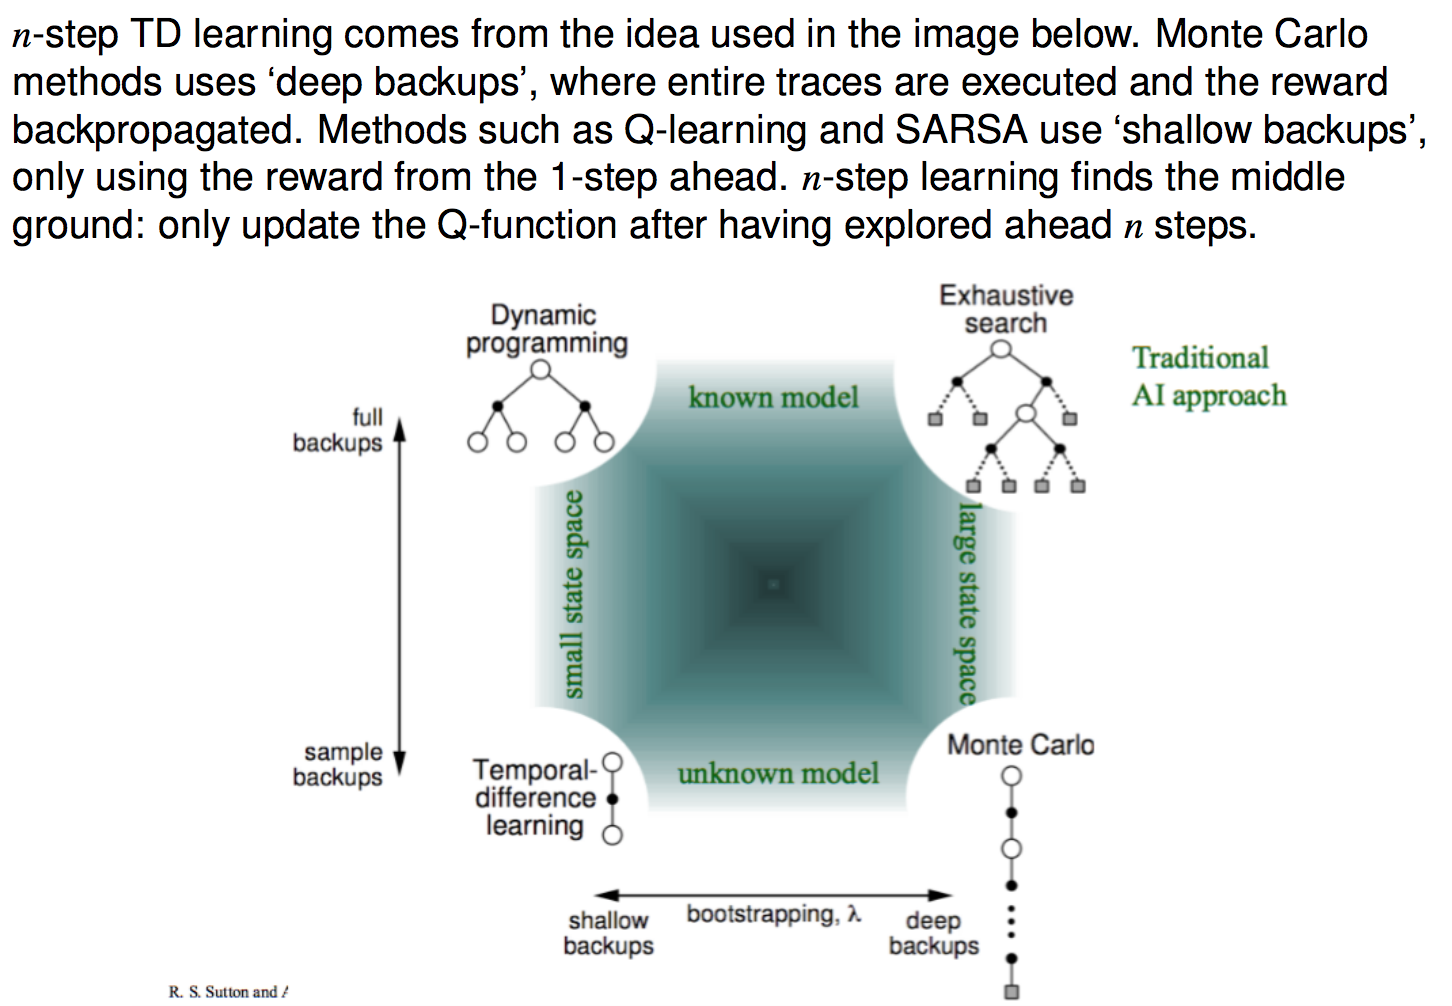 n-step TD learning comes from the idea used in the image below. Monte Carlo
methods uses ‘deep backups’, where entire traces are executed and the reward
backpropagated. Methods such as Q-learning and SARSA use ‘shallow backups’,
only using the reward from the 1-step ahead. n-step learning finds the middle
ground: only update the Q-function after having explored ahead n steps.
Dynamic
programming
Exhaustive
search
Traditional
AI approach
known model
full
backups
small state space
large state space
sample
backups
Temporal-
difference
learning
unknown model
Monte Carlo
shallow
backups
bootstrapping, λ
deep
backups
R. S. Sutton and